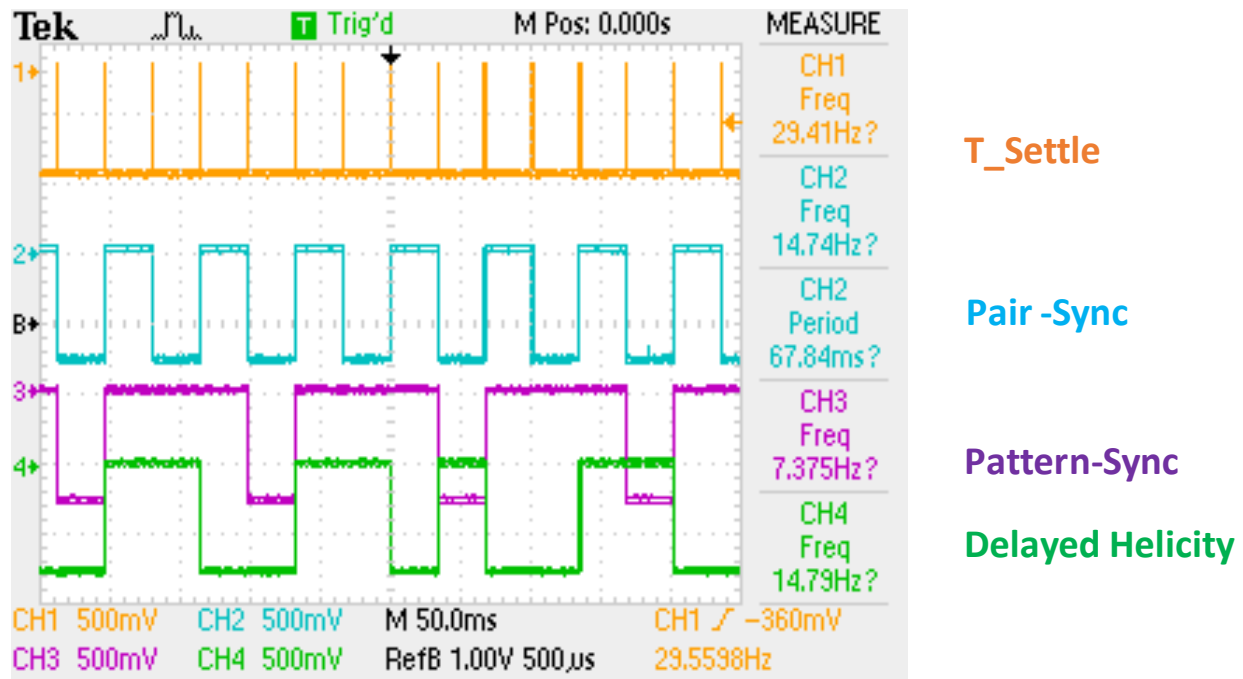 Tek T Trig'd M Pos: 0.000s MEASURE
1
CH1
Freq
29.41Hz?
T_Settle
CH2
Freq
14.74Hz?
2
CH2
Period
67.84ms?
Pair -Sync
B
3
CH3
Freq
7.375Hz?
Pattern-Sync
4
CH4
Freq
14.79Hz?
Delayed Helicity
CH1 500mV CH2 500mV M 50.0ms CH1 -360mV
CH3 500mV CH4 500mV RefB 1.00V 500µs 29.5598Hz